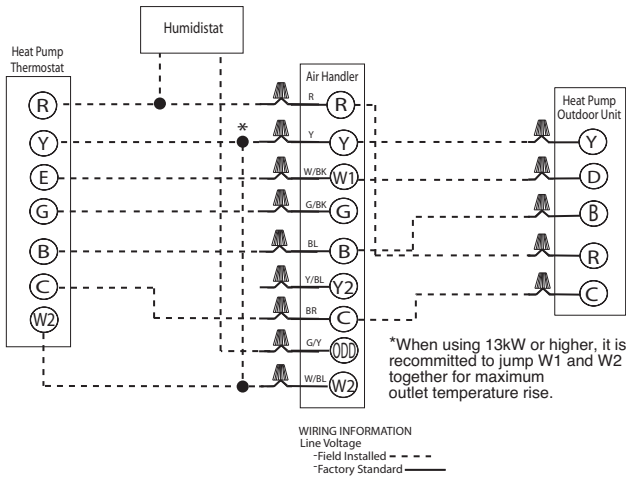 Humidistat
Heat Pump
Thermostat
Air Handler
Heat Pump
Outdoor Unit
R
R
R
Y
*
Y
Y
Y
E
W/BK
W1
D
G
G/BK
G
B
B
BL
B
R
C
Y/BL
Y2
C
W2
BR
C
G/Y
ODD
W/BL
W2
*When using 13kW or higher, it is
recommitted to jump W1 and W2
together for maximum
outlet temperature rise.
WIRING INFORMATION
Line Voltage
-Field Installed
-Factory Standard